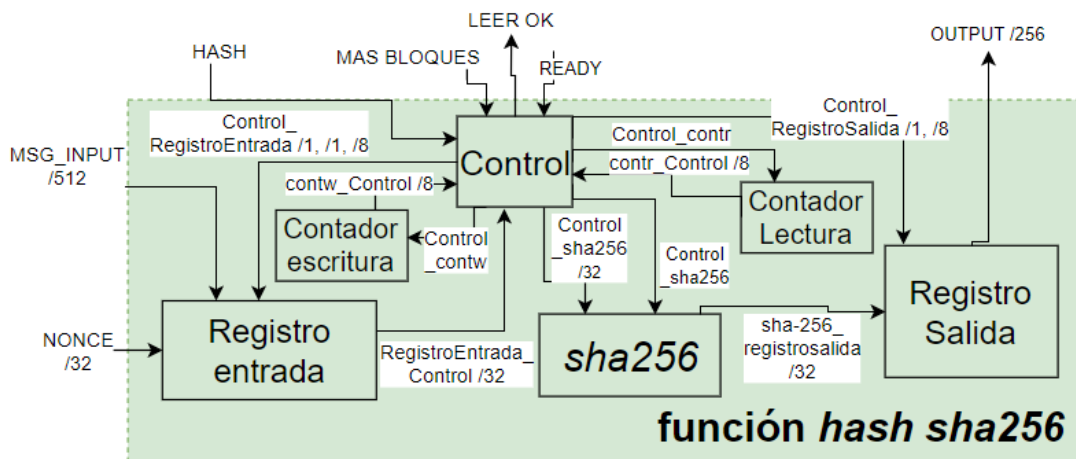 LEER OK
HASH
MAS BLOQUES
READY
OUTPUT /256
Control_
RegistroEntrada /1, /1, /8
Control_contr
Control_
RegistroSalida /1, /8
MSG_INPUT
/512
Control
contr_Control /8
contw_Control /8
Contador
escritura
Control
_contw
Control
_sha256
/32
Control
_sha256
Contador
Lectura
NONCE
/32
Registro
entrada
RegistroEntrada_
Control /32
sha256
sha-256_
registrosalida
/32
Registro
Salida
función hash sha256